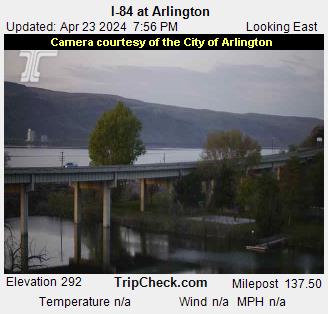 I-84 at Arlington
Updated: Apr 23 2024 7:56 PM Looking East
Camera courtesy of the City of Arlington
Elevation 292 TripCheck.com Milepost 137.50
Temperature n/a Wind n/a MPH n/a